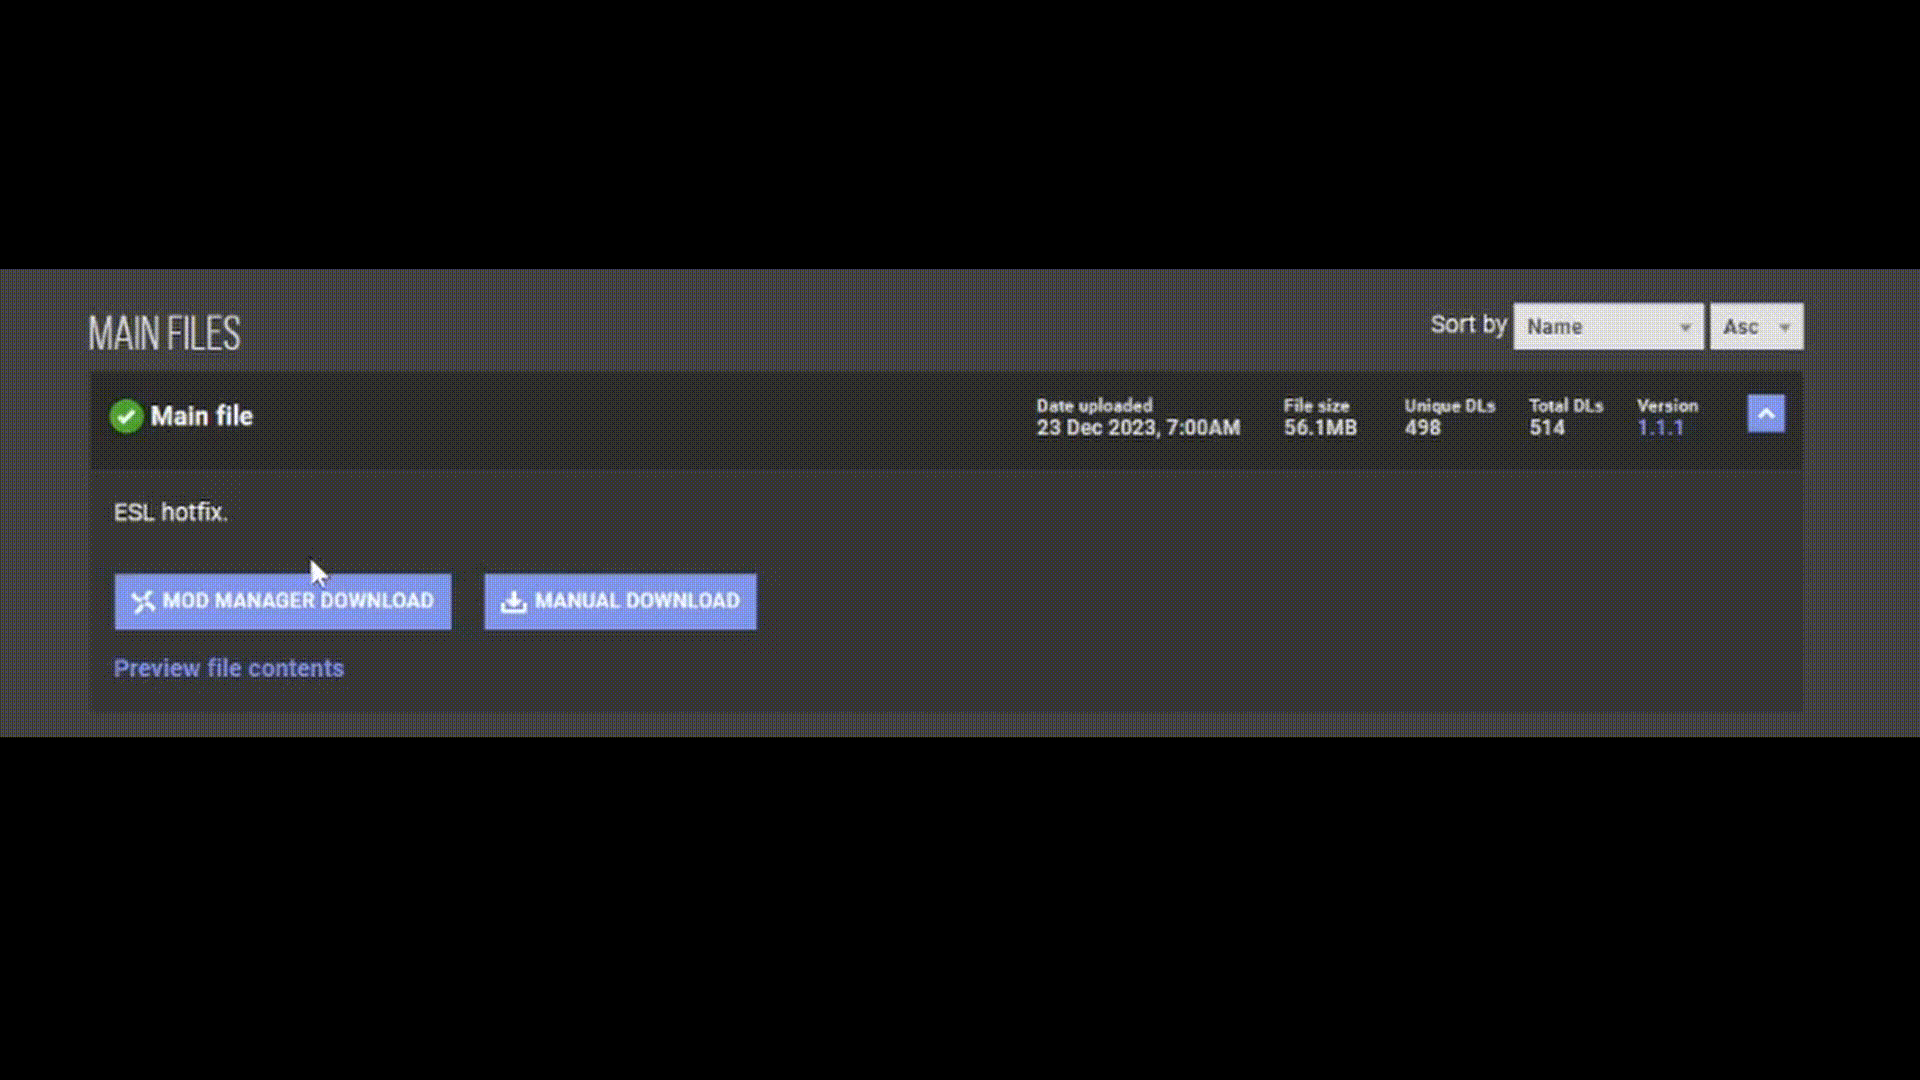 MAIN FILES
Sort by Name Asc
Main file
Date uploaded File size Unique DLs Total DLs Version
23 Dec 2023, 7:00AM 56.1MB 498 514 1.1.1
ESL hotfix.
MOD MANAGER DOWNLOAD MANUAL DOWNLOAD
Preview file contents